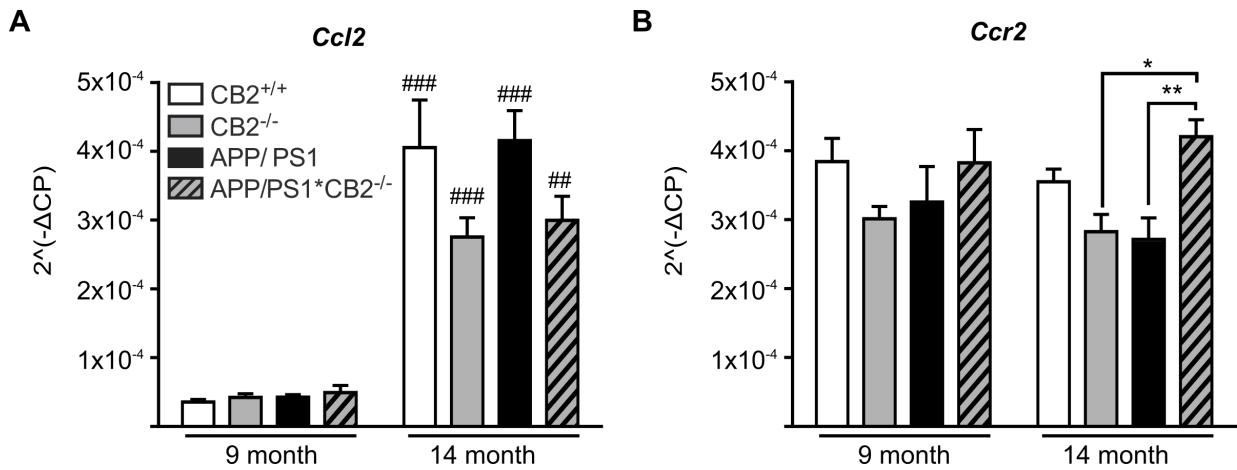 A
Ccl2
5x10⁻⁴
4x10⁻⁴
3x10⁻⁴
2x10⁻⁴
1x10⁻⁴
2^(-ΔCP)
CB2⁺/⁺
CB2⁻/⁻
APP/ PS1
APP/PS1*CB2⁻/⁻
###
###
###
##
9 month
14 month
B
Ccr2
5x10⁻⁴
4x10⁻⁴
3x10⁻⁴
2x10⁻⁴
1x10⁻⁴
2^(-ΔCP)
*
**
9 month
14 month